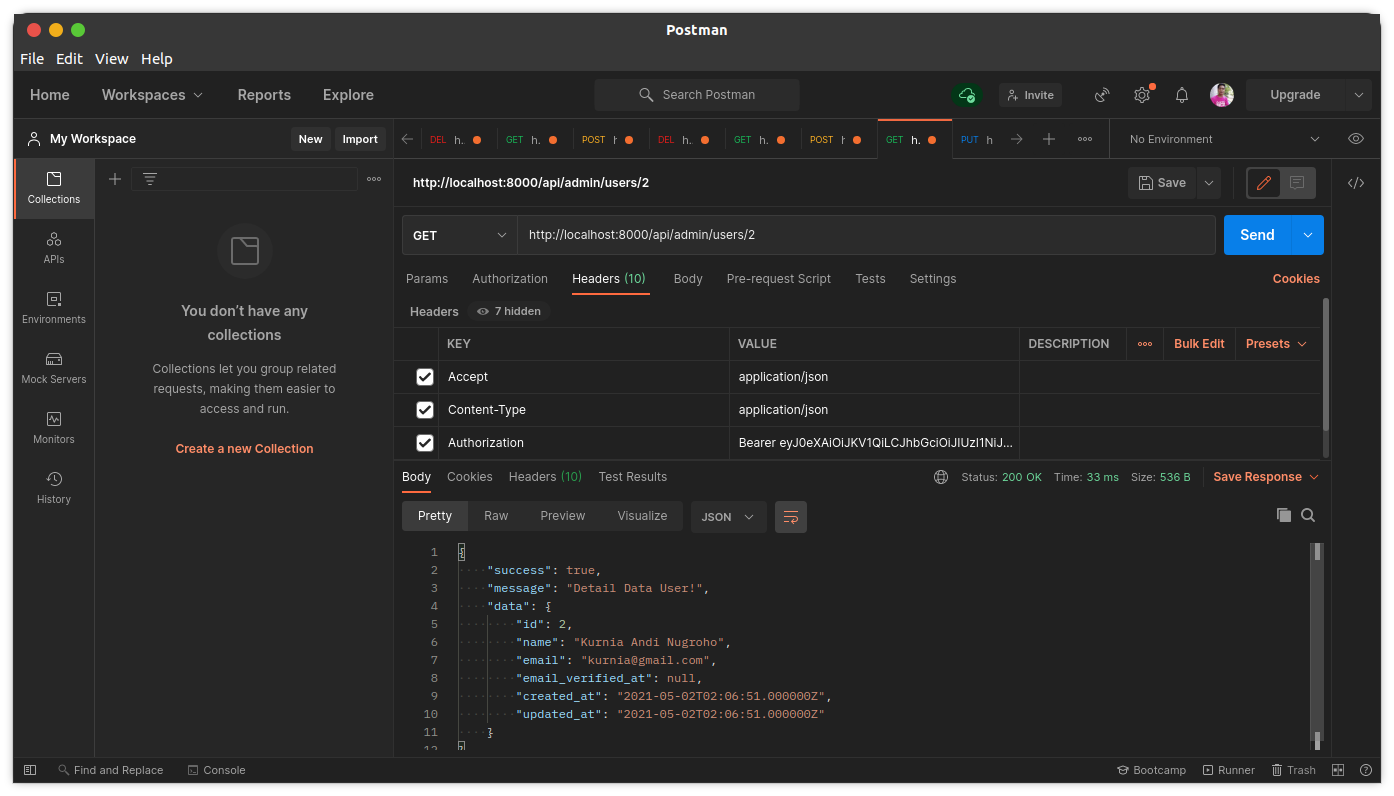 Postman
File Edit View Help
Home Workspaces Reports Explore Search Postman Invite Upgrade
My Workspace New Import DEL h. GET h. POST h DEL h. GET h. POST h GET h. PUT h No Environment
http://localhost:8000/api/admin/users/2 Save
GET http://localhost:8000/api/admin/users/2 Send
Params Authorization Headers (10) Body Pre-request Script Tests Settings Cookies
Headers 7 hidden
KEY VALUE DESCRIPTION Bulk Edit Presets
Accept application/json
Content-Type application/json
Authorization Bearer eyJ0eXAiOiJKV1QiLCJhbGciOiJIUzI1NiJ...
Collections
APIs
Environments
Mock Servers
Monitors
History
You don't have any
collections
Collections let you group related
requests, making them easier to
access and run.
Create a new Collection
Body Cookies Headers (10) Test Results Status: 200 OK Time: 33 ms Size: 536 B Save Response
Pretty Raw Preview Visualize JSON
1 {
2 "success": true,
3 "message": "Detail Data User!",
4 "data": {
5 "id": 2,
6 "name": "Kurnia Andi Nugroho",
7 "email": "kurnia@gmail.com",
8 "email_verified_at": null,
9 "created_at": "2021-05-02T02:06:51.000000Z",
10 "updated_at": "2021-05-02T02:06:51.000000Z"
11 }
12 }
Find and Replace Console Bootcamp Runner Trash